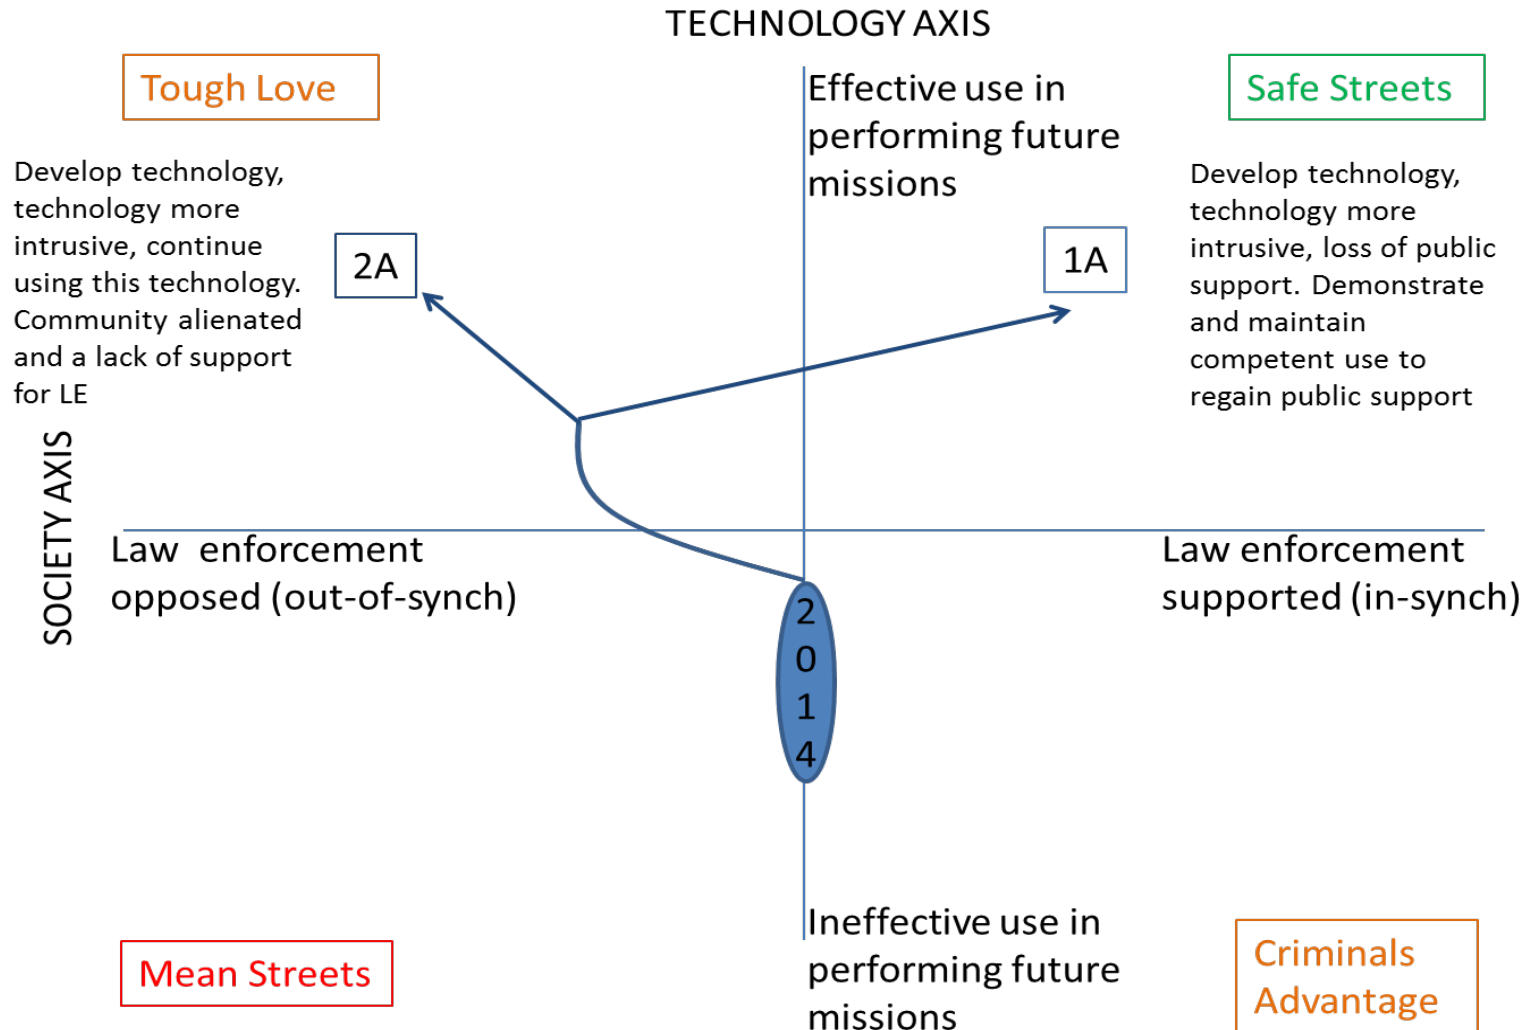 TECHNOLOGY AXIS
Tough Love
Effective use in
performing future
missions
Safe Streets
Develop technology,
technology more
intrusive, continue
using this technology.
Community alienated
and a lack of support
for LE
2A
1A
Develop technology,
technology more
intrusive, loss of public
support. Demonstrate
and maintain
competent use to
regain public support
SOCIETY AXIS
Law enforcement
opposed (out-of-synch)
Law enforcement
supported (in-synch)
2
0
1
4
Mean Streets
Ineffective use in
performing future
missions
Criminals
Advantage